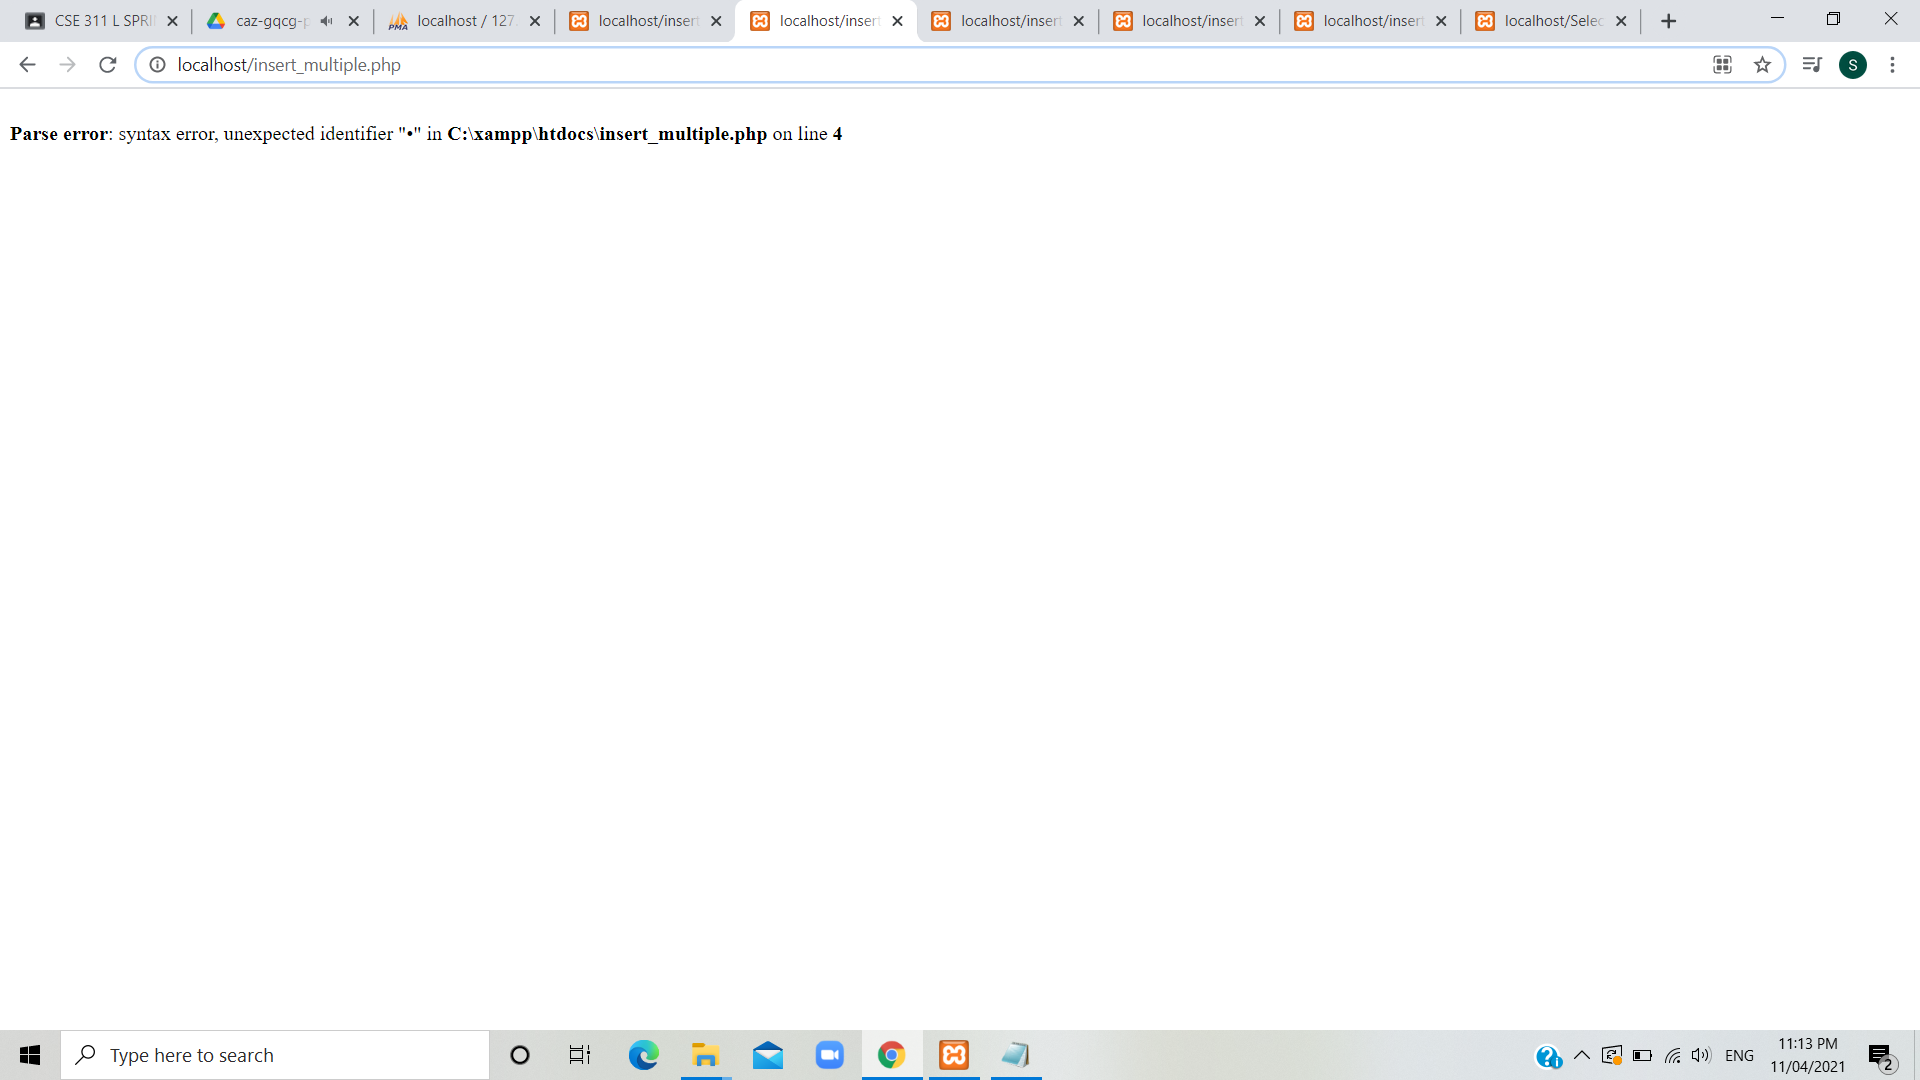 CSE 311 L SPRI
caz-gqcg-p
localhost / 127.
localhost/insert
localhost/insert
localhost/insert
localhost/insert
localhost/insert
localhost/Selec
localhost/insert_multiple.php
S
Parse error: syntax error, unexpected identifier "•" in C:\xampp\htdocs\insert_multiple.php on line 4
Type here to search
ENG
11:13 PM
11/04/2021
2